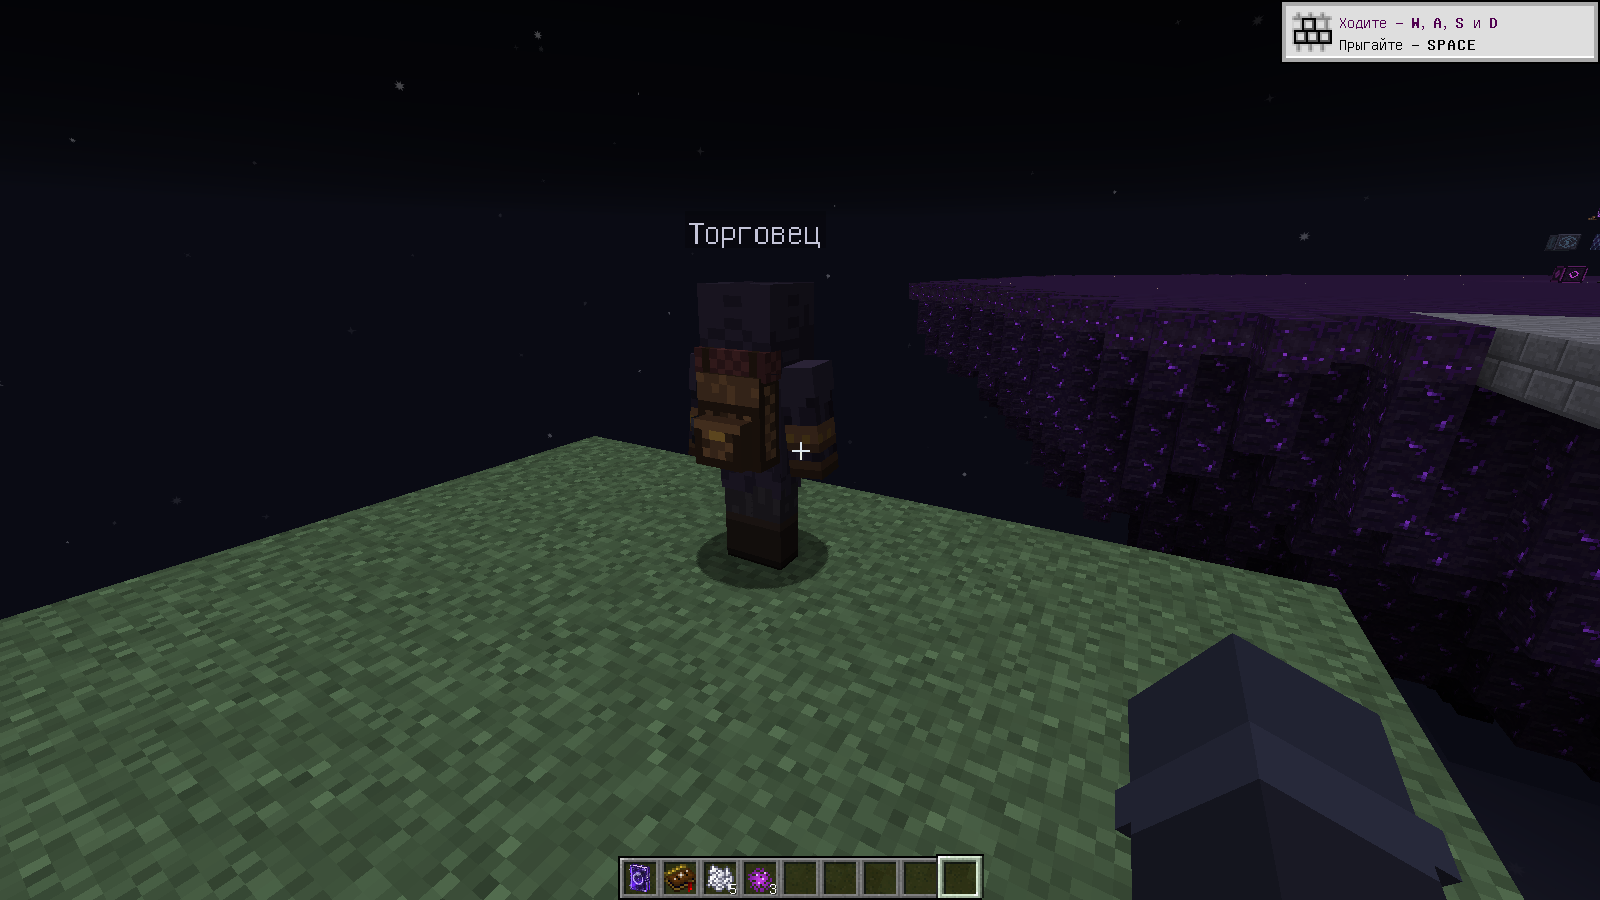 Ходите – W, A, S и D
Прыгайте – SPACE
Торговец
5
3